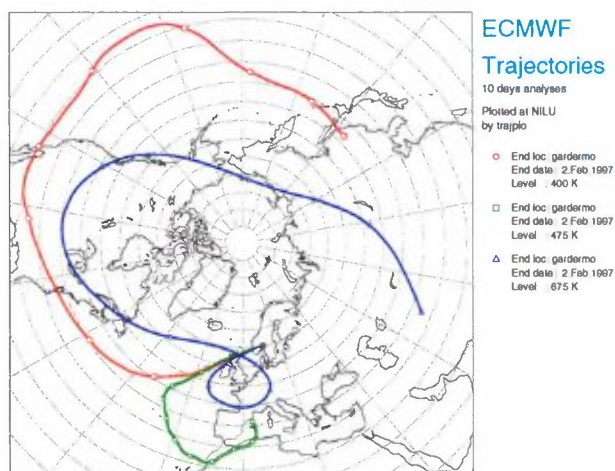 ECMWF
Trajectories
10 days analyses
Plotted at NILU
by trajplo
End loc gardermo
End date 2.Feb 1997
Level 400 K
End loc gardermo
End date 2 Feb 1997
Level 475 K
End loc gardermo
End date 2 Feb 1997
Level 675 K